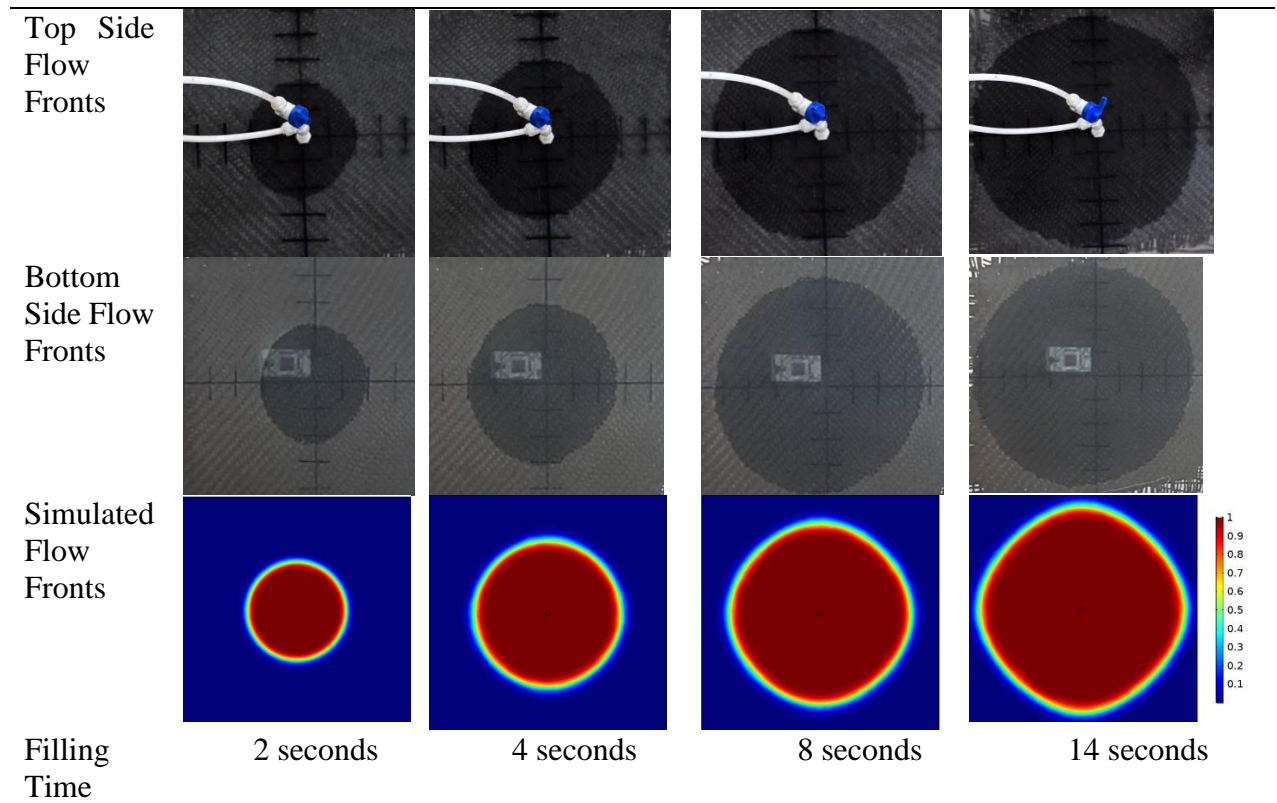 Top Side
Flow
Fronts
Bottom
Side Flow
Fronts
Simulated
Flow
Fronts
1
0.9
0.8
0.7
0.6
0.5
0.4
0.3
0.2
0.1
Filling
Time
2 seconds
4 seconds
8 seconds
14 seconds